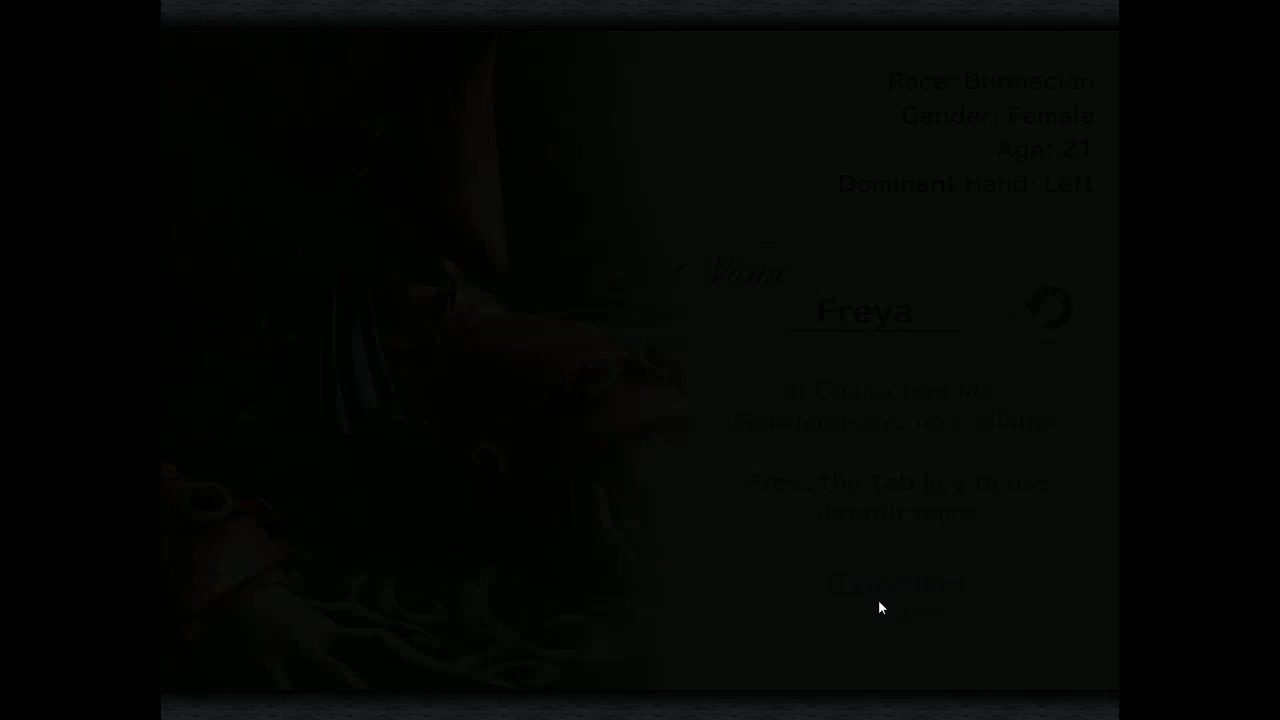 Race: Burmecian
Gender: Female
Age: 21
Dominant Hand: Left
Name
Freya
8 Characters Max
Emoticons are unavailable
Press the Tab key to use
default name
Confirm